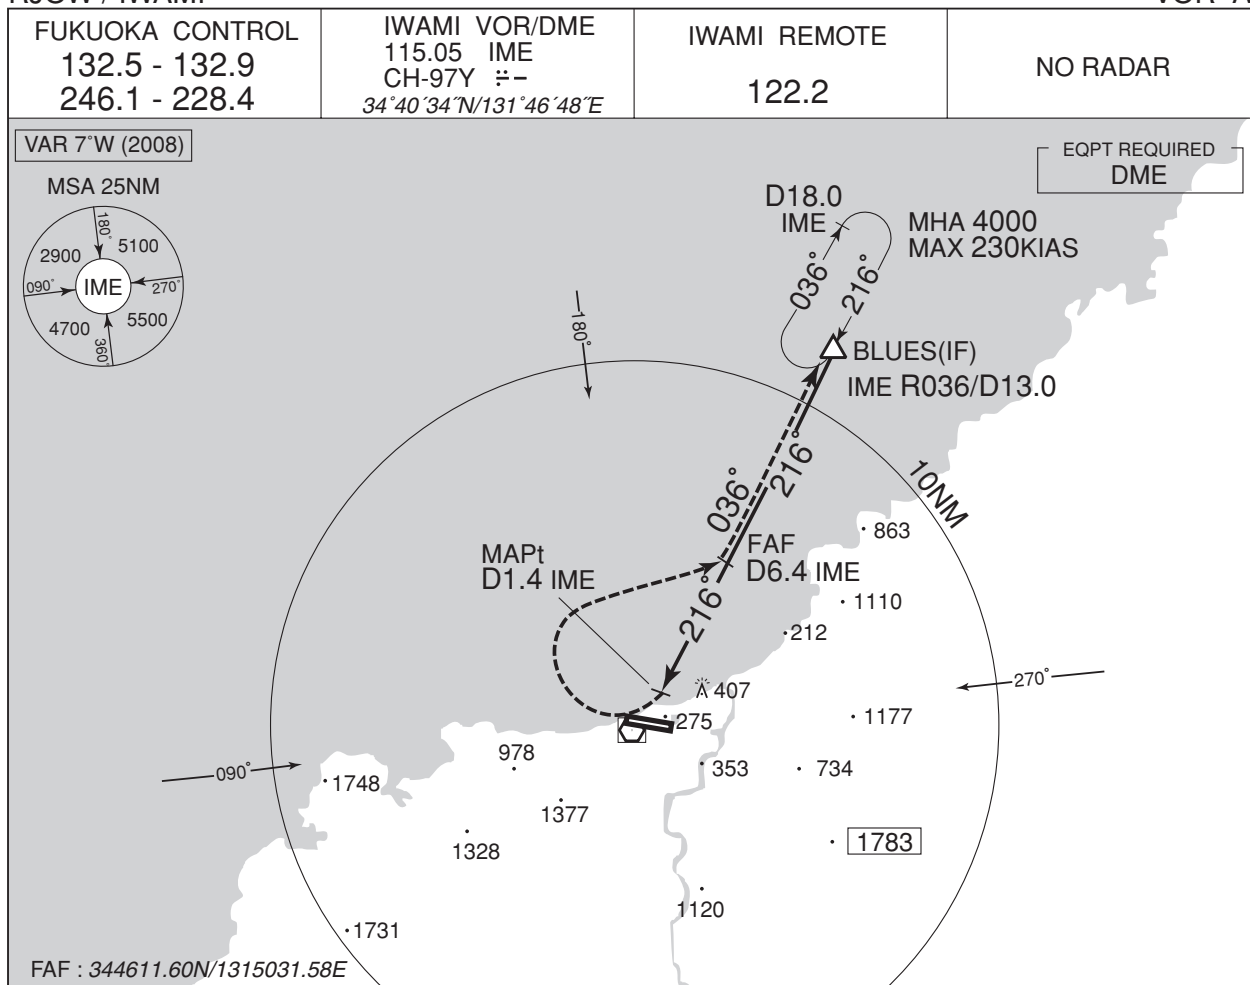 RJOW / IWAMI
VOR A
FUKUOKA CONTROL
132.5 - 132.9
246.1 - 228.4
IWAMI VOR/DME
115.05 IME
CH-97Y
34°40´34˝N/131°46´48˝E
IWAMI REMOTE
122.2
NO RADAR
VAR 7°W (2008)
EQPT REQUIRED
DME
MSA 25NM
180°
2900
5100
090°
IME
270°
4700
5500
360°
D18.0
IME
MHA 4000
MAX 230KIAS
036°
216°
180°
BLUES(IF)
IME R036/D13.0
036°
216°
10NM
863
MAPt
D1.4 IME
FAF
D6.4 IME
216°
1110
212
270°
407
275
1177
978
353
734
090°
1748
1377
1328
1783
1120
1731
FAF : 344611.60N/1315031.58E